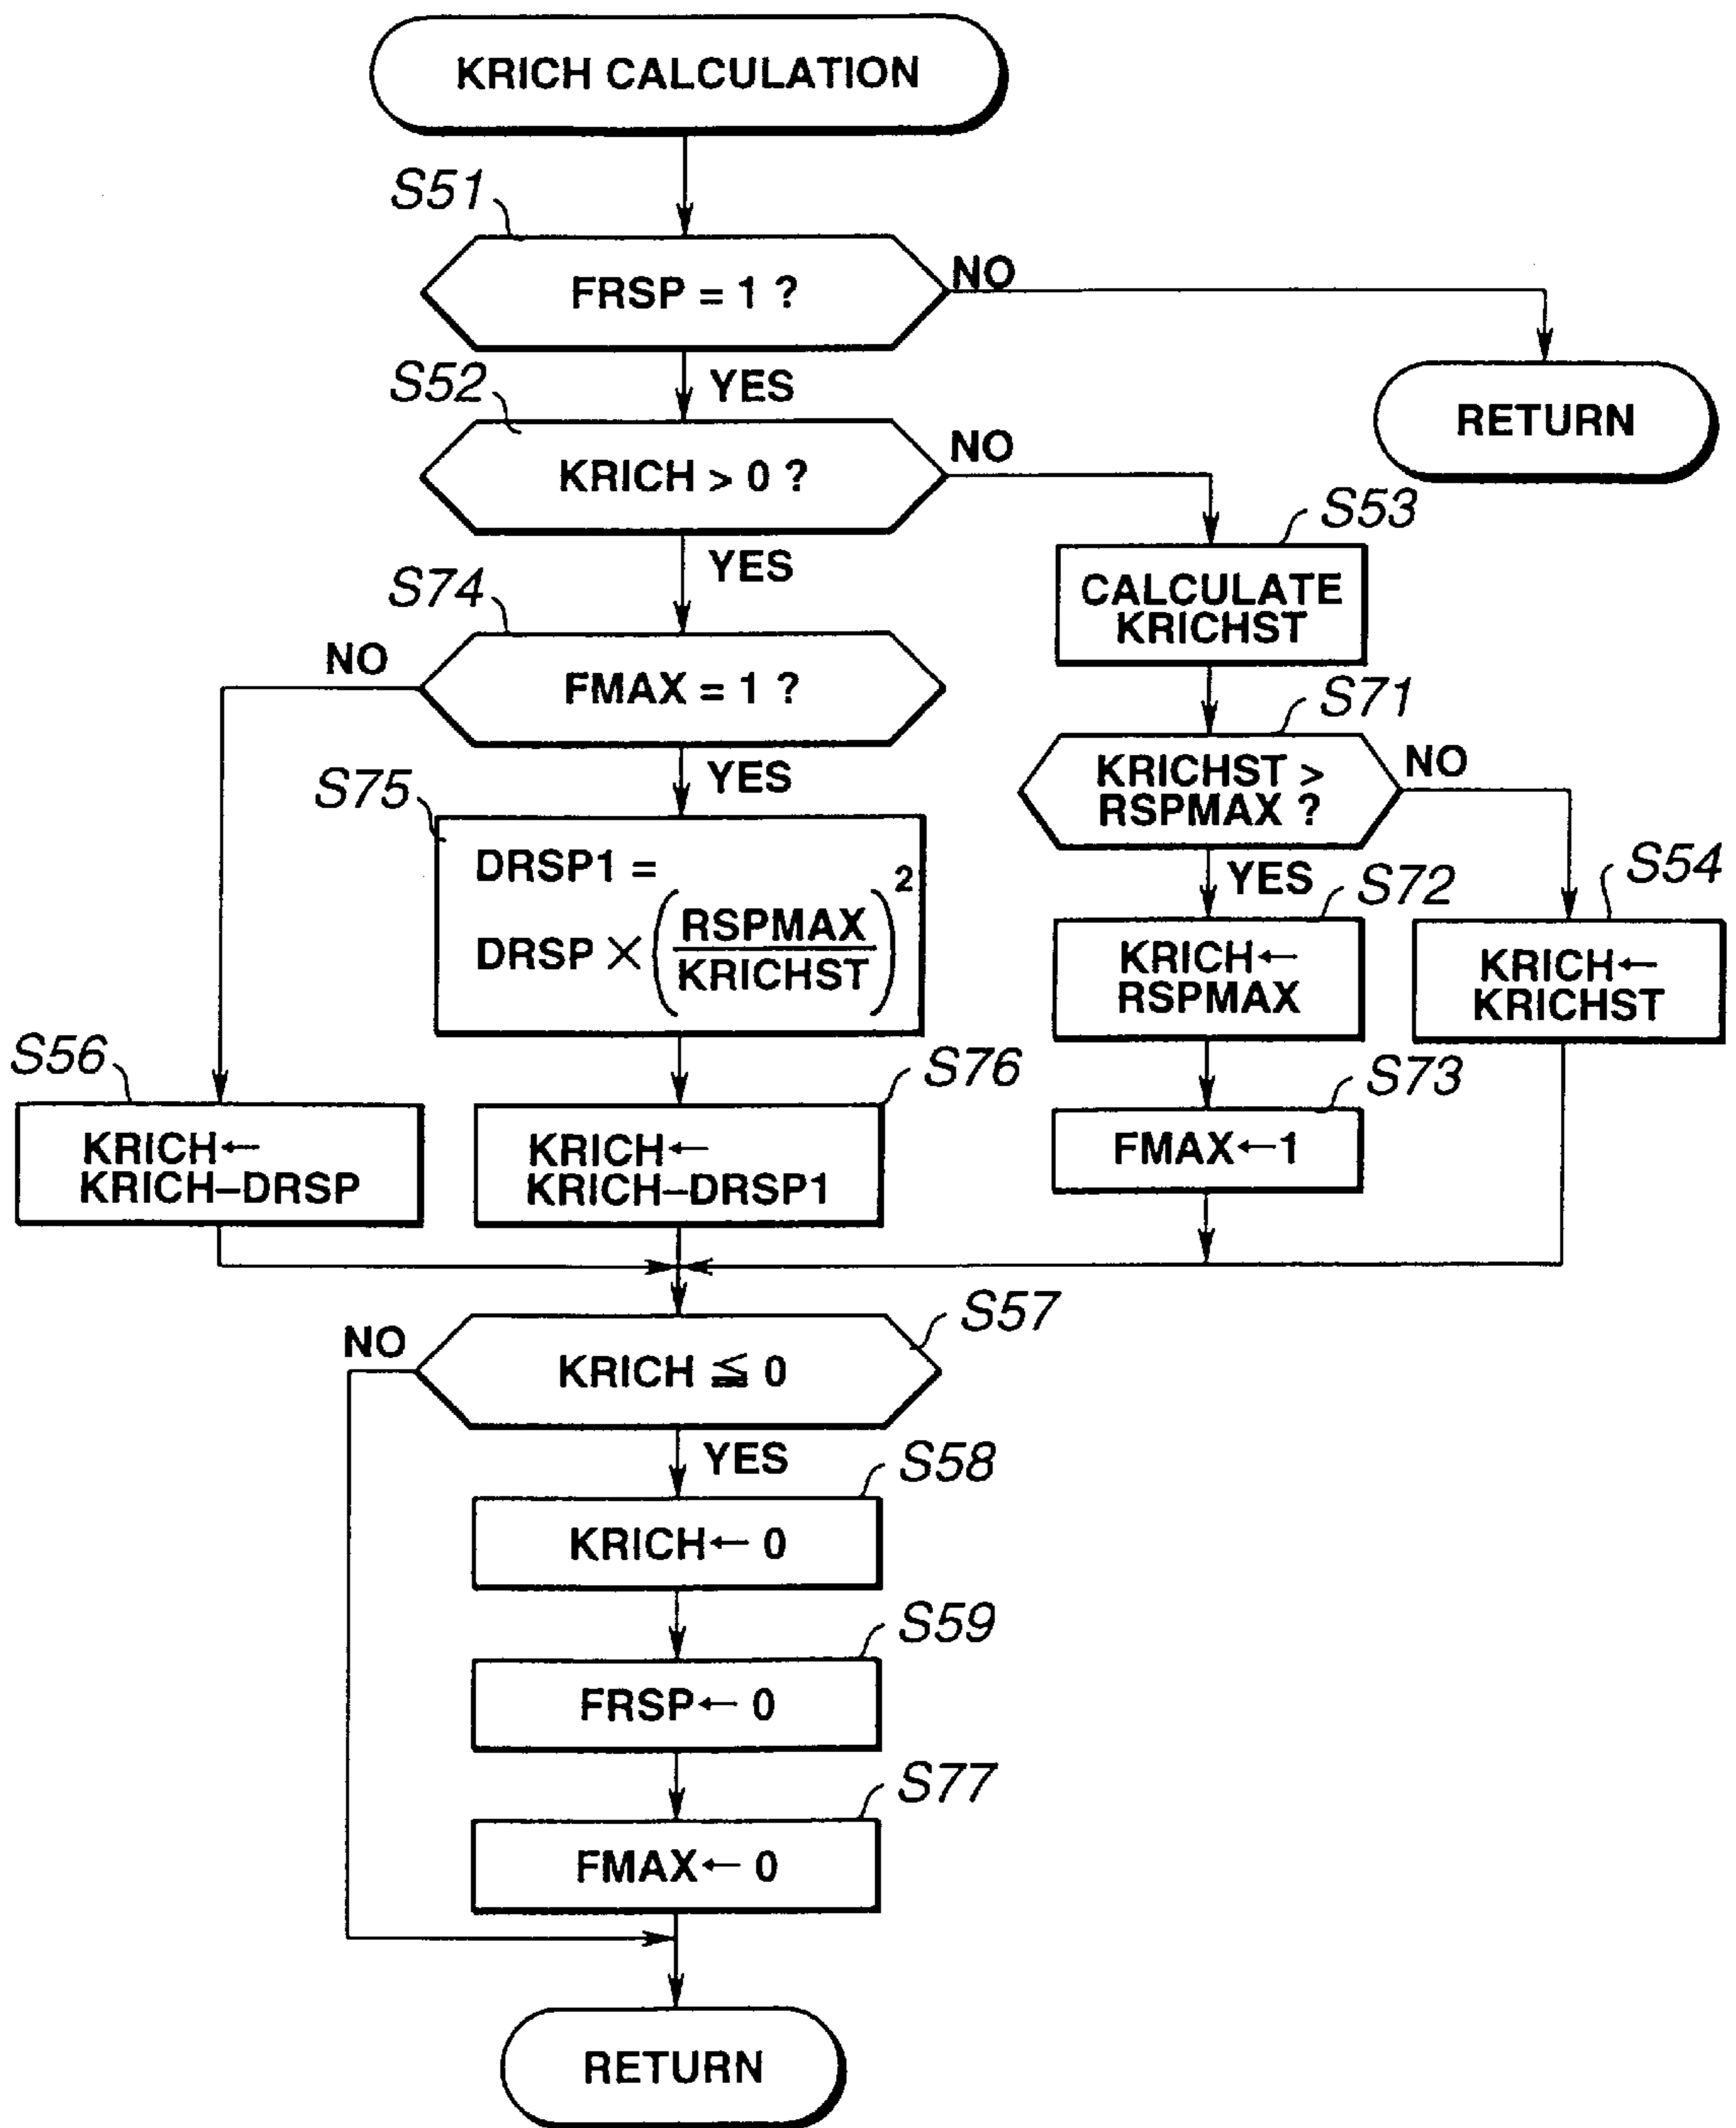 KRICH CALCULATION
S51
FRSP = 1 ?
NO
RETURN
YES
S52
KRICH > 0 ?
NO
YES
S53
CALCULATE
KRICHST
S74
FMAX = 1 ?
NO
YES
S71
KRICHST >
RSPMAX ?
NO
YES
S75
DRSP1 =
DRSP × (RSPMAX / KRICHST)²
S72
KRICH←
RSPMAX
S54
KRICH←
KRICHST
S56
KRICH←
KRICH–DRSP
S76
KRICH←
KRICH–DRSP1
S73
FMAX←1
S57
KRICH ≦ 0
NO
YES
S58
KRICH← 0
S59
FRSP← 0
S77
FMAX← 0
RETURN